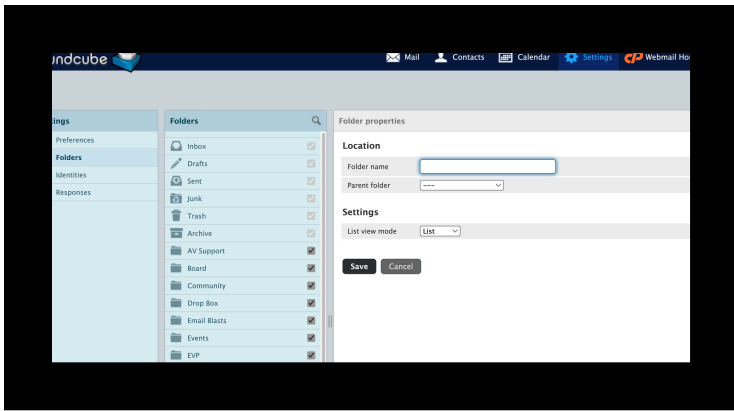 undcube
Mail
Contacts
Calendar
Settings
Webmail Ho
ings
Preferences
Folders
Identities
Responses
Folders
Inbox
Drafts
Sent
Junk
Trash
Archive
AV Support
Board
Community
Drop Box
Email Blasts
Events
EVP
Folder properties
Location
Folder name
Parent folder
---
Settings
List view mode
List
Save
Cancel